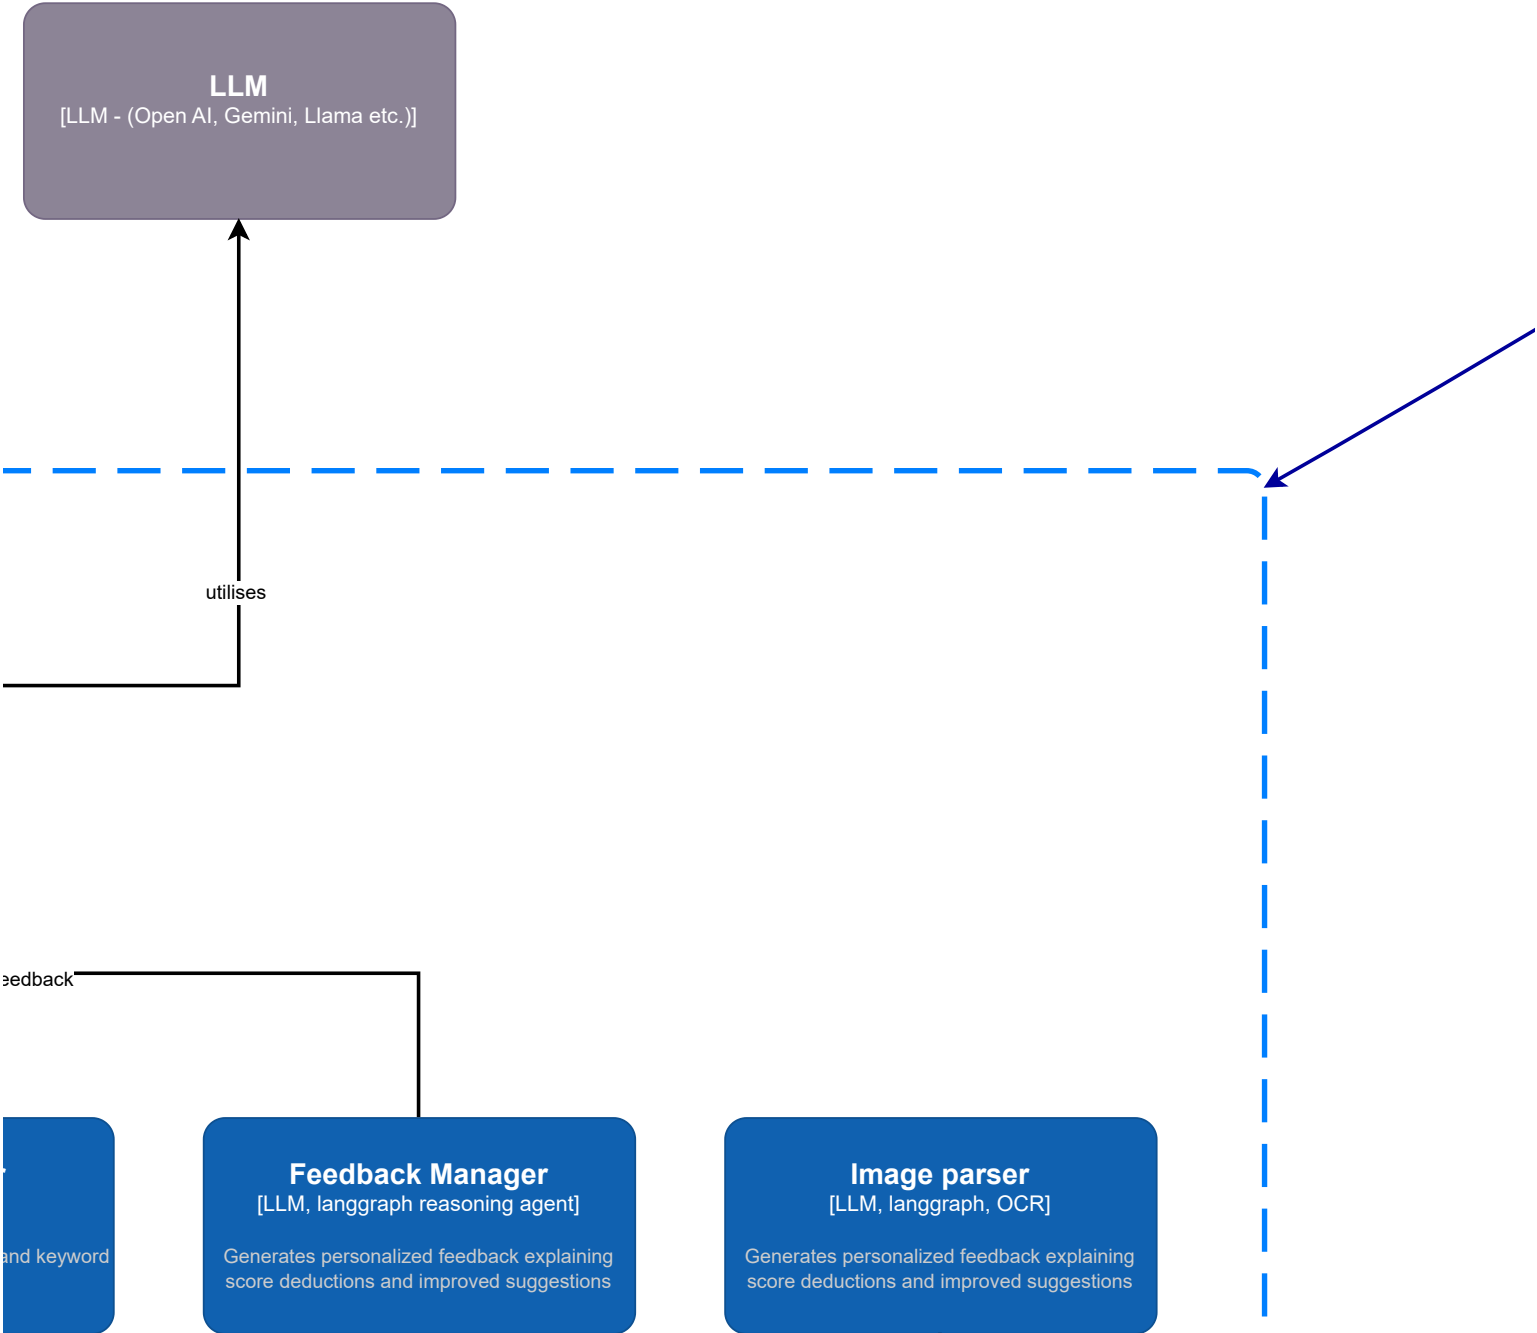 LLM
[LLM - (Open AI, Gemini, Llama etc.)]
utilises
eedback
and keyword
Feedback Manager
[LLM, langgraph reasoning agent]
Generates personalized feedback explaining
score deductions and improved suggestions
Image parser
[LLM, langgraph, OCR]
Generates personalized feedback explaining
score deductions and improved suggestions